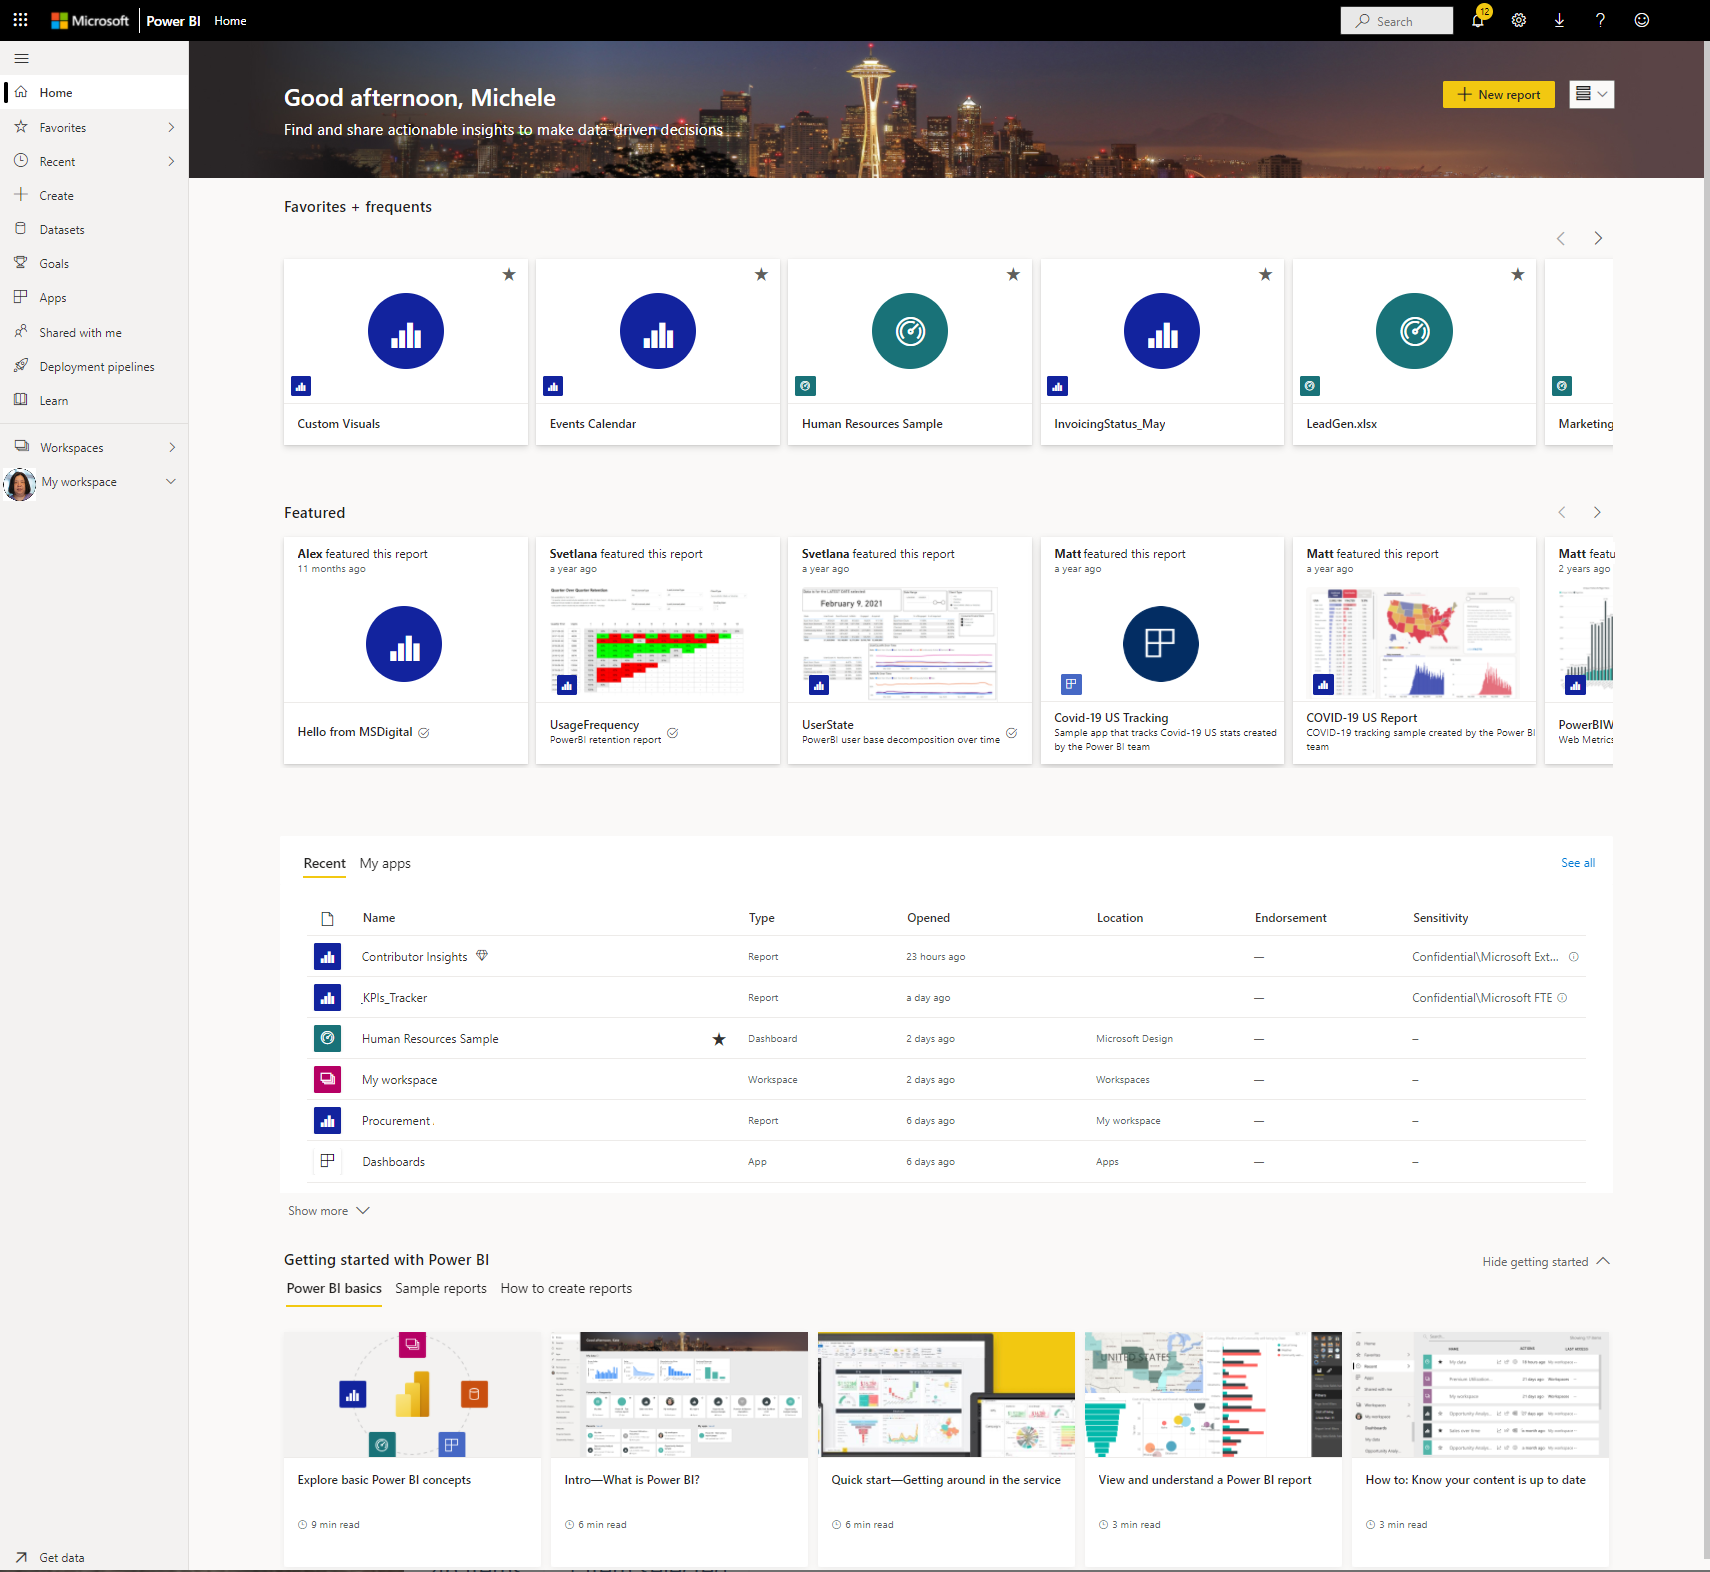 Microsoft Power BI Home
Search
12
Home
Favorites
Recent
Create
Datasets
Goals
Apps
Shared with me
Deployment pipelines
Learn
Workspaces
My workspace
Get data
Good afternoon, Michele
Find and share actionable insights to make data-driven decisions
New report
Favorites + frequents
Custom Visuals
Events Calendar
Human Resources Sample
InvoicingStatus_May
LeadGen.xlsx
Marketing
Featured
Alex featured this report
11 months ago
Hello from MSDigital
Svetlana featured this report
a year ago
Quarter Over Quarter Retention
UsageFrequency
PowerBI retention report
Svetlana featured this report
a year ago
February 9, 2021
UserState
PowerBI user base decomposition over time
Matt featured this report
a year ago
Covid-19 US Tracking
Sample app that tracks Covid-19 US stats created
by the Power BI team
Matt featured this report
a year ago
COVID-19 US Report
COVID-19 tracking sample created by the Power BI
team
Matt featu
2 years ago
PowerBIW
Web Metrics
Recent My apps
See all
Name Type Opened Location Endorsement Sensitivity
Contributor Insights Report 23 hours ago — Confidential\Microsoft Ext...
_KPIs_Tracker Report a day ago — Confidential\Microsoft FTE
Human Resources Sample Dashboard 2 days ago Microsoft Design — –
My workspace Workspace 2 days ago Workspaces — –
Procurement Report 6 days ago My workspace — –
Dashboards App 6 days ago Apps — –
Show more
Getting started with Power BI
Hide getting started
Power BI basics Sample reports How to create reports
Explore basic Power BI concepts
9 min read
Intro—What is Power BI?
6 min read
Quick start—Getting around in the service
6 min read
UNITED STATES
View and understand a Power BI report
3 min read
How to: Know your content is up to date
3 min read